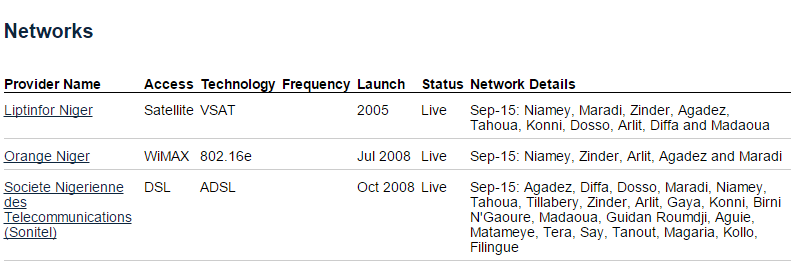 Networks
Provider Name Access Technology Frequency Launch Status Network Details
Liptinfor Niger Satellite VSAT 2005 Live Sep-15: Niamey, Maradi, Zinder, Agadez,
Tahoua, Konni, Dosso, Arlit, Diffa and Madaoua
Orange Niger WiMAX 802.16e Jul 2008 Live Sep-15: Niamey, Zinder, Arlit, Agadez and Maradi
Societe Nigerienne DSL ADSL Oct 2008 Live Sep-15: Agadez, Diffa, Dosso, Maradi, Niamey,
des Tahoua, Tillabery, Zinder, Arlit, Gaya, Konni, Birni
Telecommunications N'Gaoure, Madaoua, Guidan Roumdji, Aguie,
(Sonitel) Matameye, Tera, Say, Tanout, Magaria, Kollo,
Filingue